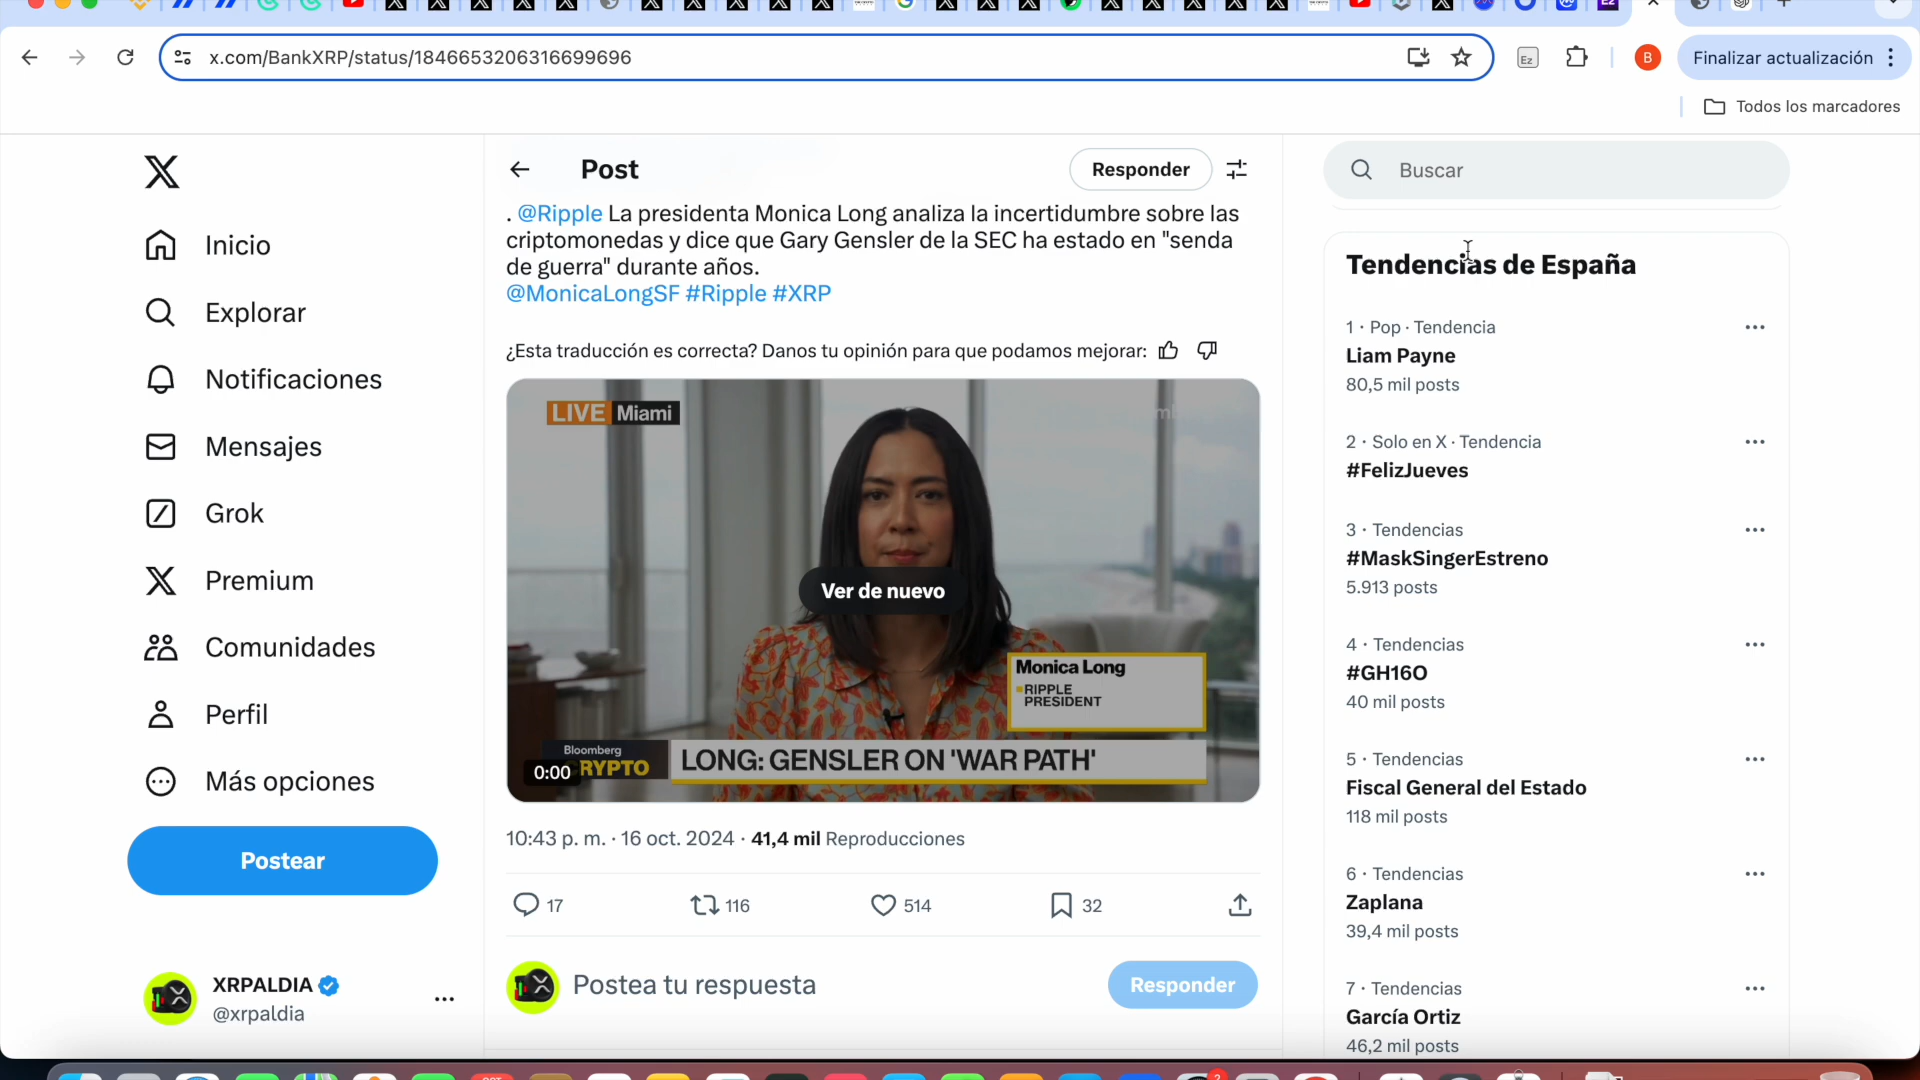 x.com/BankXRP/status/1846653206316699696
Ez
B
Finalizar actualización
Todos los marcadores
Post
Responder
Buscar
. @Ripple La presidenta Monica Long analiza la incertidumbre sobre las
criptomonedas y dice que Gary Gensler de la SEC ha estado en "senda
de guerra" durante años.
@MonicaLongSF #Ripple #XRP
¿Esta traducción es correcta? Danos tu opinión para que podamos mejorar:
LIVE Miami
Ver de nuevo
Monica Long
RIPPLE
PRESIDENT
Bloomberg
LONG: GENSLER ON 'WAR PATH'
0:00
10:43 p. m. · 16 oct. 2024 · 41,4 mil Reproducciones
17
116
514
32
Postea tu respuesta
Responder
Inicio
Explorar
Notificaciones
Mensajes
Grok
Premium
Comunidades
Perfil
Más opciones
Postear
XRPALDIA
@xrpaldia
Tendencias de España
1 · Pop · Tendencia
Liam Payne
80,5 mil posts
2 · Solo en X · Tendencia
#FelizJueves
3 · Tendencias
#MaskSingerEstreno
5.913 posts
4 · Tendencias
#GH16O
40 mil posts
5 · Tendencias
Fiscal General del Estado
118 mil posts
6 · Tendencias
Zaplana
39,4 mil posts
7 · Tendencias
García Ortiz
46,2 mil posts
2